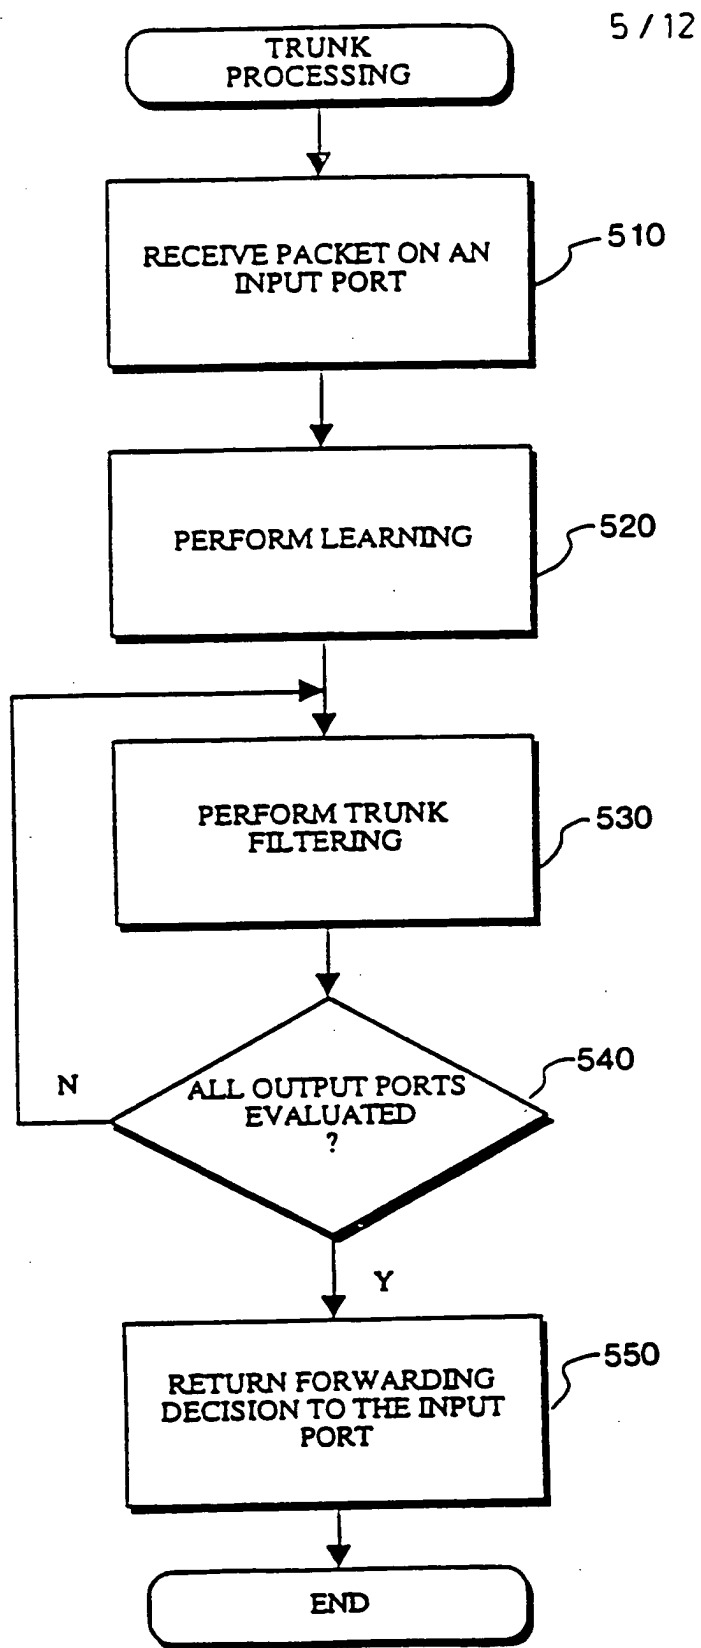 5/12
TRUNK
PROCESSING
RECEIVE PACKET ON AN
INPUT PORT
510
PERFORM LEARNING
520
PERFORM TRUNK
FILTERING
530
ALL OUTPUT PORTS
EVALUATED
?
540
N
Y
RETURN FORWARDING
DECISION TO THE INPUT
PORT
550
END